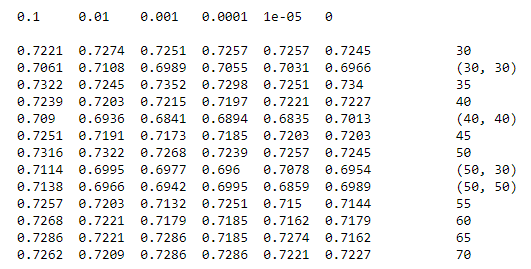 0.1 0.01 0.001 0.0001 1e-05 0
0.7221 0.7274 0.7251 0.7257 0.7257 0.7245 30
0.7061 0.7108 0.6989 0.7055 0.7031 0.6966 (30, 30)
0.7322 0.7245 0.7352 0.7298 0.7251 0.734 35
0.7239 0.7203 0.7215 0.7197 0.7221 0.7227 40
0.709 0.6936 0.6841 0.6894 0.6835 0.7013 (40, 40)
0.7251 0.7191 0.7173 0.7185 0.7203 0.7203 45
0.7316 0.7322 0.7268 0.7239 0.7257 0.7245 50
0.7114 0.6995 0.6977 0.696 0.7078 0.6954 (50, 30)
0.7138 0.6966 0.6942 0.6995 0.6859 0.6989 (50, 50)
0.7257 0.7203 0.7132 0.7251 0.715 0.7144 55
0.7268 0.7221 0.7179 0.7185 0.7162 0.7179 60
0.7286 0.7221 0.7286 0.7185 0.7274 0.7162 65
0.7262 0.7209 0.7286 0.7286 0.7221 0.7227 70